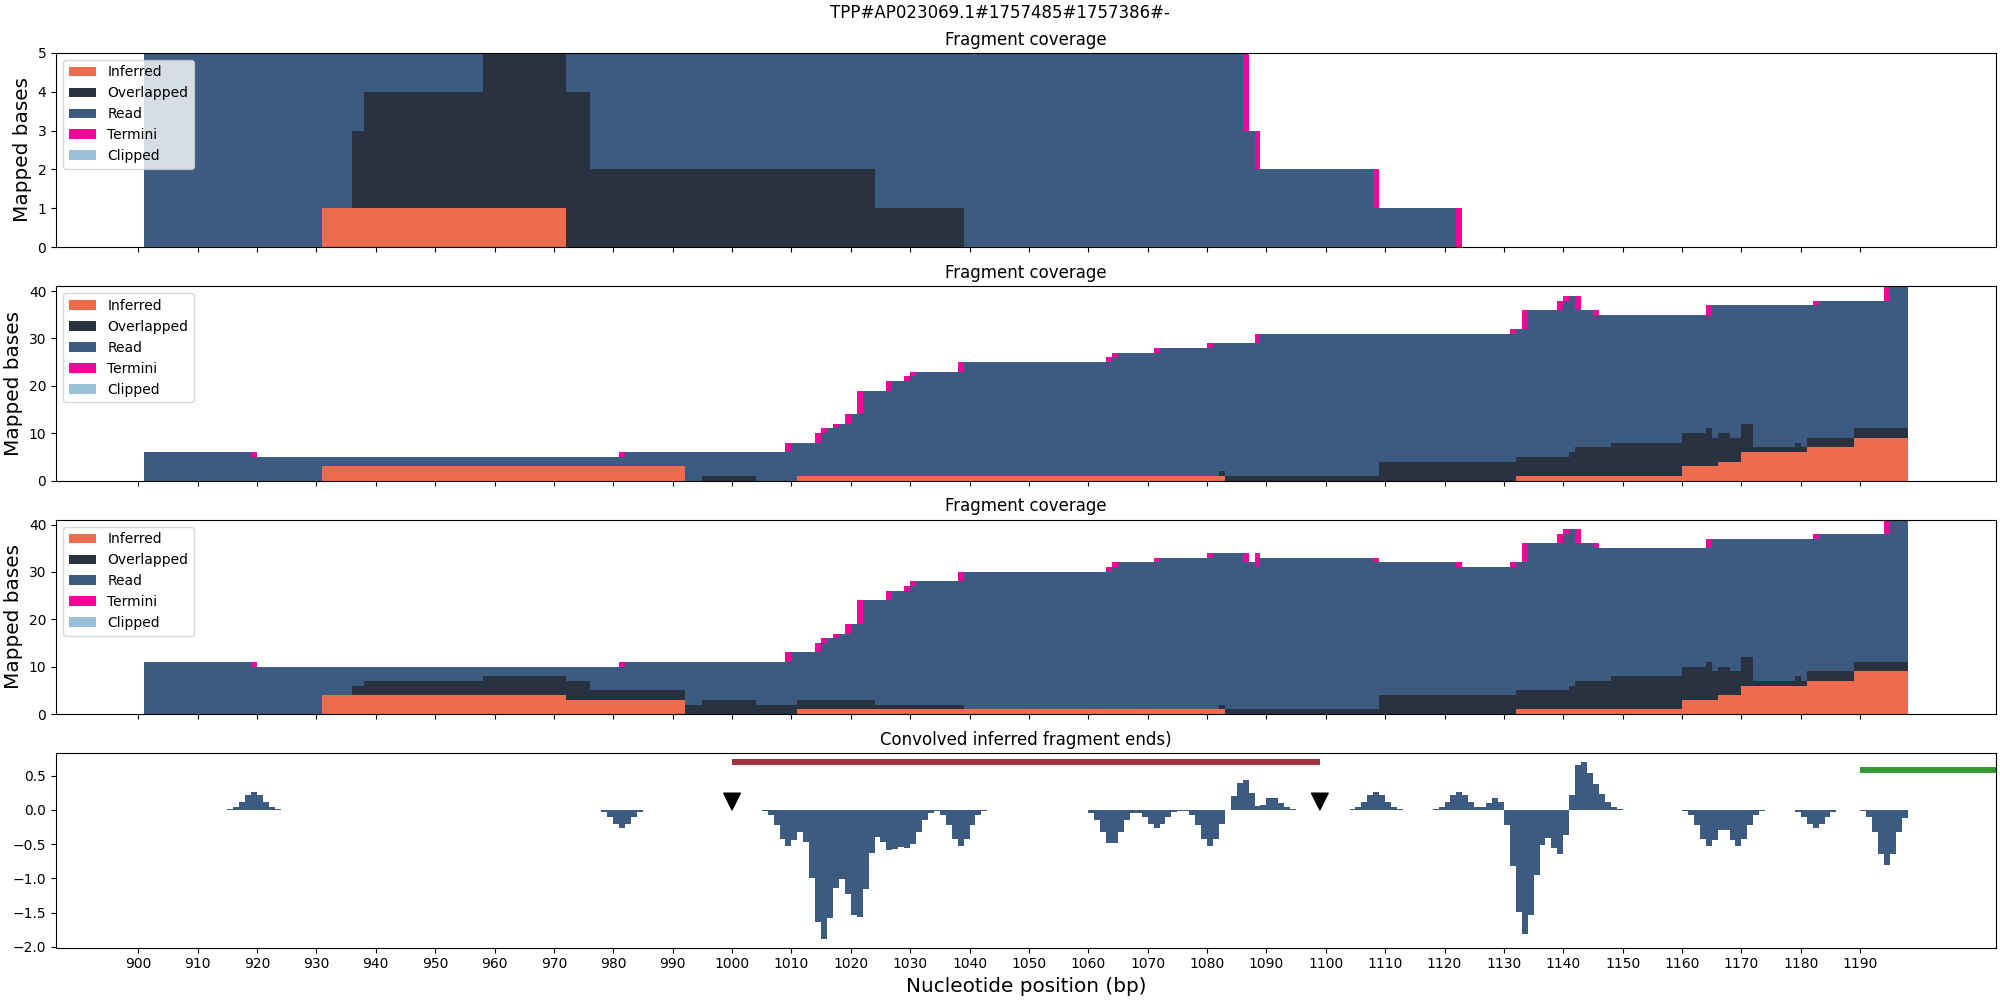 TPP#AP023069.1#1757485#1757386#-
Fragment coverage
Mapped bases
5
4
3
2
1
0
Inferred
Overlapped
Read
Termini
Clipped
Fragment coverage
Mapped bases
40
30
20
10
0
Inferred
Overlapped
Read
Termini
Clipped
Fragment coverage
Mapped bases
40
30
20
10
0
Inferred
Overlapped
Read
Termini
Clipped
Convolved inferred fragment ends)
0.5
0.0
−0.5
−1.0
−1.5
−2.0
900 910 920 930 940 950 960 970 980 990 1000 1010 1020 1030 1040 1050 1060 1070 1080 1090 1100 1110 1120 1130 1140 1150 1160 1170 1180 1190
Nucleotide position (bp)